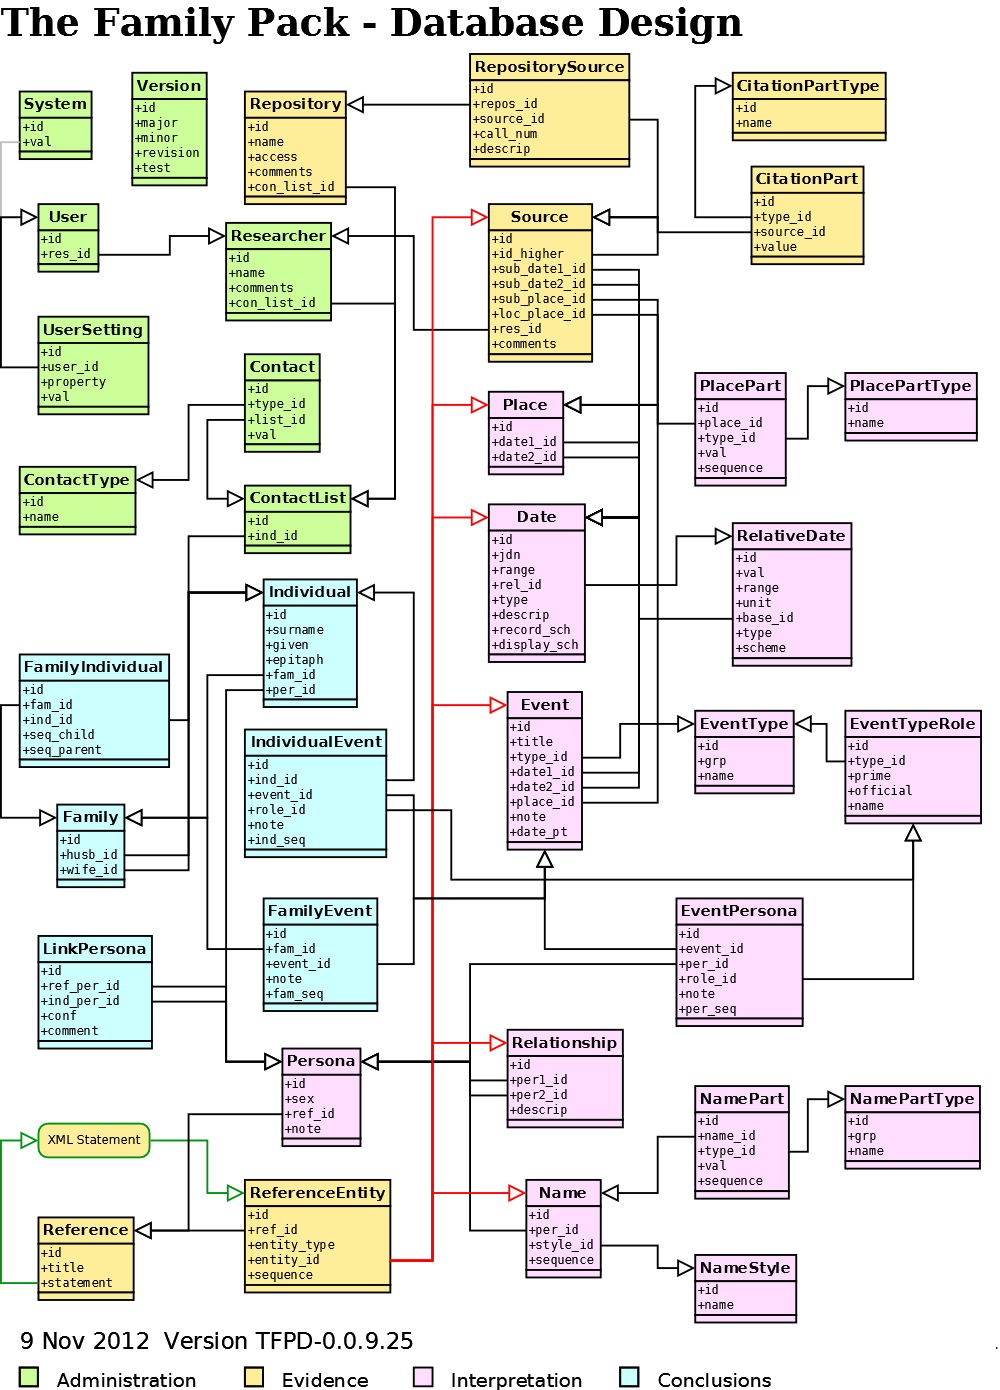 The Family Pack - Database Design
System
+id
+val
Version
+id
+major
+minor
+revision
+test
Repository
+id
+name
+access
+comments
+con_list_id
RepositorySource
+id
+repos_id
+source_id
+call_num
+descrip
CitationPartType
+id
+name
CitationPart
+id
+type_id
+source_id
+value
User
+id
+res_id
Researcher
+id
+name
+comments
+con_list_id
Source
+id
+id_higher
+sub_date1_id
+sub_date2_id
+sub_place_id
+loc_place_id
+res_id
+comments
UserSetting
+id
+user_id
+property
+val
Contact
+id
+type_id
+list_id
+val
Place
+id
+date1_id
+date2_id
PlacePart
+id
+place_id
+type_id
+val
+sequence
PlacePartType
+id
+name
ContactType
+id
+name
ContactList
+id
+ind_id
Date
+id
+jdn
+range
+rel_id
+type
+descrip
+record_sch
+display_sch
RelativeDate
+id
+val
+range
+unit
+base_id
+type
+scheme
Individual
+id
+surname
+given
+epitaph
+fam_id
+per_id
FamilyIndividual
+id
+fam_id
+ind_id
+seq_child
+seq_parent
IndividualEvent
+id
+ind_id
+event_id
+role_id
+note
+ind_seq
Event
+id
+title
+type_id
+date1_id
+date2_id
+place_id
+note
+date_pt
EventType
+id
+grp
+name
EventTypeRole
+id
+type_id
+prime
+official
+name
Family
+id
+husb_id
+wife_id
FamilyEvent
+id
+fam_id
+event_id
+note
+fam_seq
EventPersona
+id
+event_id
+per_id
+role_id
+note
+per_seq
LinkPersona
+id
+ref_per_id
+ind_per_id
+conf
+comment
Persona
+id
+sex
+ref_id
+note
Relationship
+id
+per1_id
+per2_id
+descrip
NamePart
+id
+name_id
+type_id
+val
+sequence
NamePartType
+id
+grp
+name
XML Statement
ReferenceEntity
+id
+ref_id
+entity_type
+entity_id
+sequence
Name
+id
+per_id
+style_id
+sequence
Reference
+id
+title
+statement
NameStyle
+id
+name
9 Nov 2012  Version TFPD-0.0.9.25
Administration
Evidence
Interpretation
Conclusions